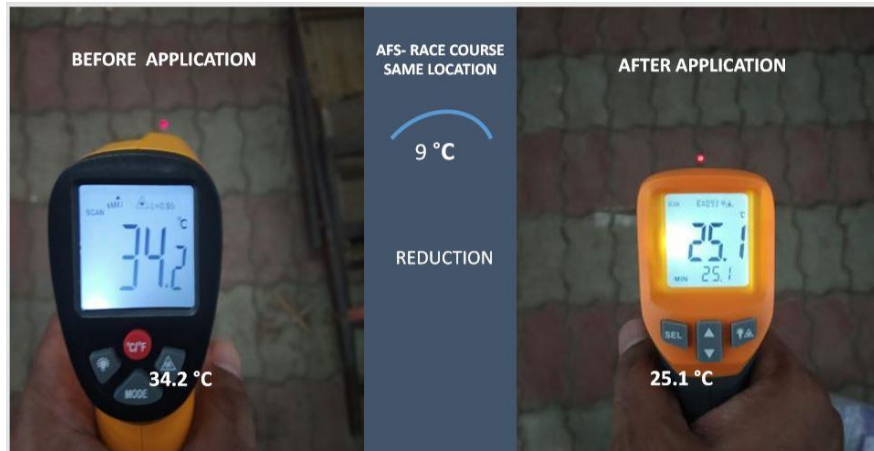 BEFORE APPLICATION
SCAN
°C
34.2
°C/°F
MODE
34.2 °C
AFS- RACE COURSE
SAME LOCATION
9 °C
REDUCTION
AFTER APPLICATION
SCAN
°C
25.1
MIN 25.1
SEL
25.1 °C